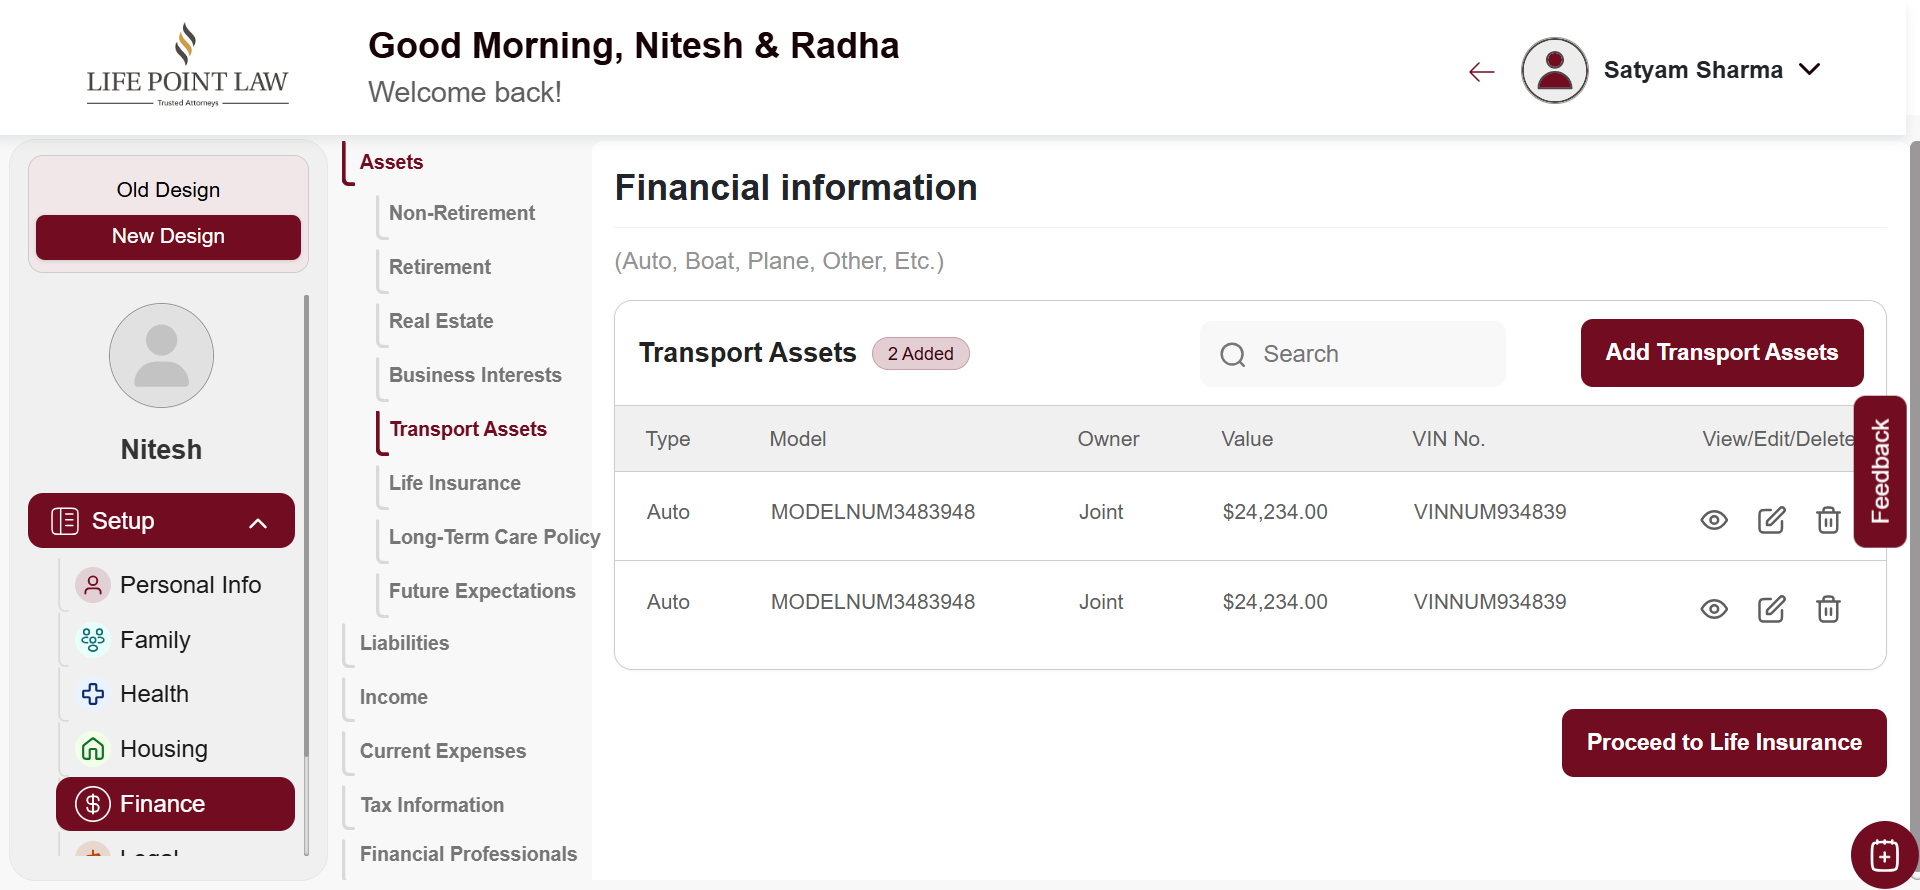 LIFE POINT LAW
Trusted Attorneys
Good Morning, Nitesh & Radha
Welcome back!
Satyam Sharma
Old Design
New Design
Nitesh
Setup
Personal Info
Family
Health
Housing
Finance
Legal
Assets
Non-Retirement
Retirement
Real Estate
Business Interests
Transport Assets
Life Insurance
Long-Term Care Policy
Future Expectations
Liabilities
Income
Current Expenses
Tax Information
Financial Professionals
Financial information
(Auto, Boat, Plane, Other, Etc.)
Transport Assets 2 Added Search Add Transport Assets
Type Model Owner Value VIN No. View/Edit/Delete
Auto MODELNUM3483948 Joint $24,234.00 VINNUM934839
Auto MODELNUM3483948 Joint $24,234.00 VINNUM934839
Proceed to Life Insurance
Feedback